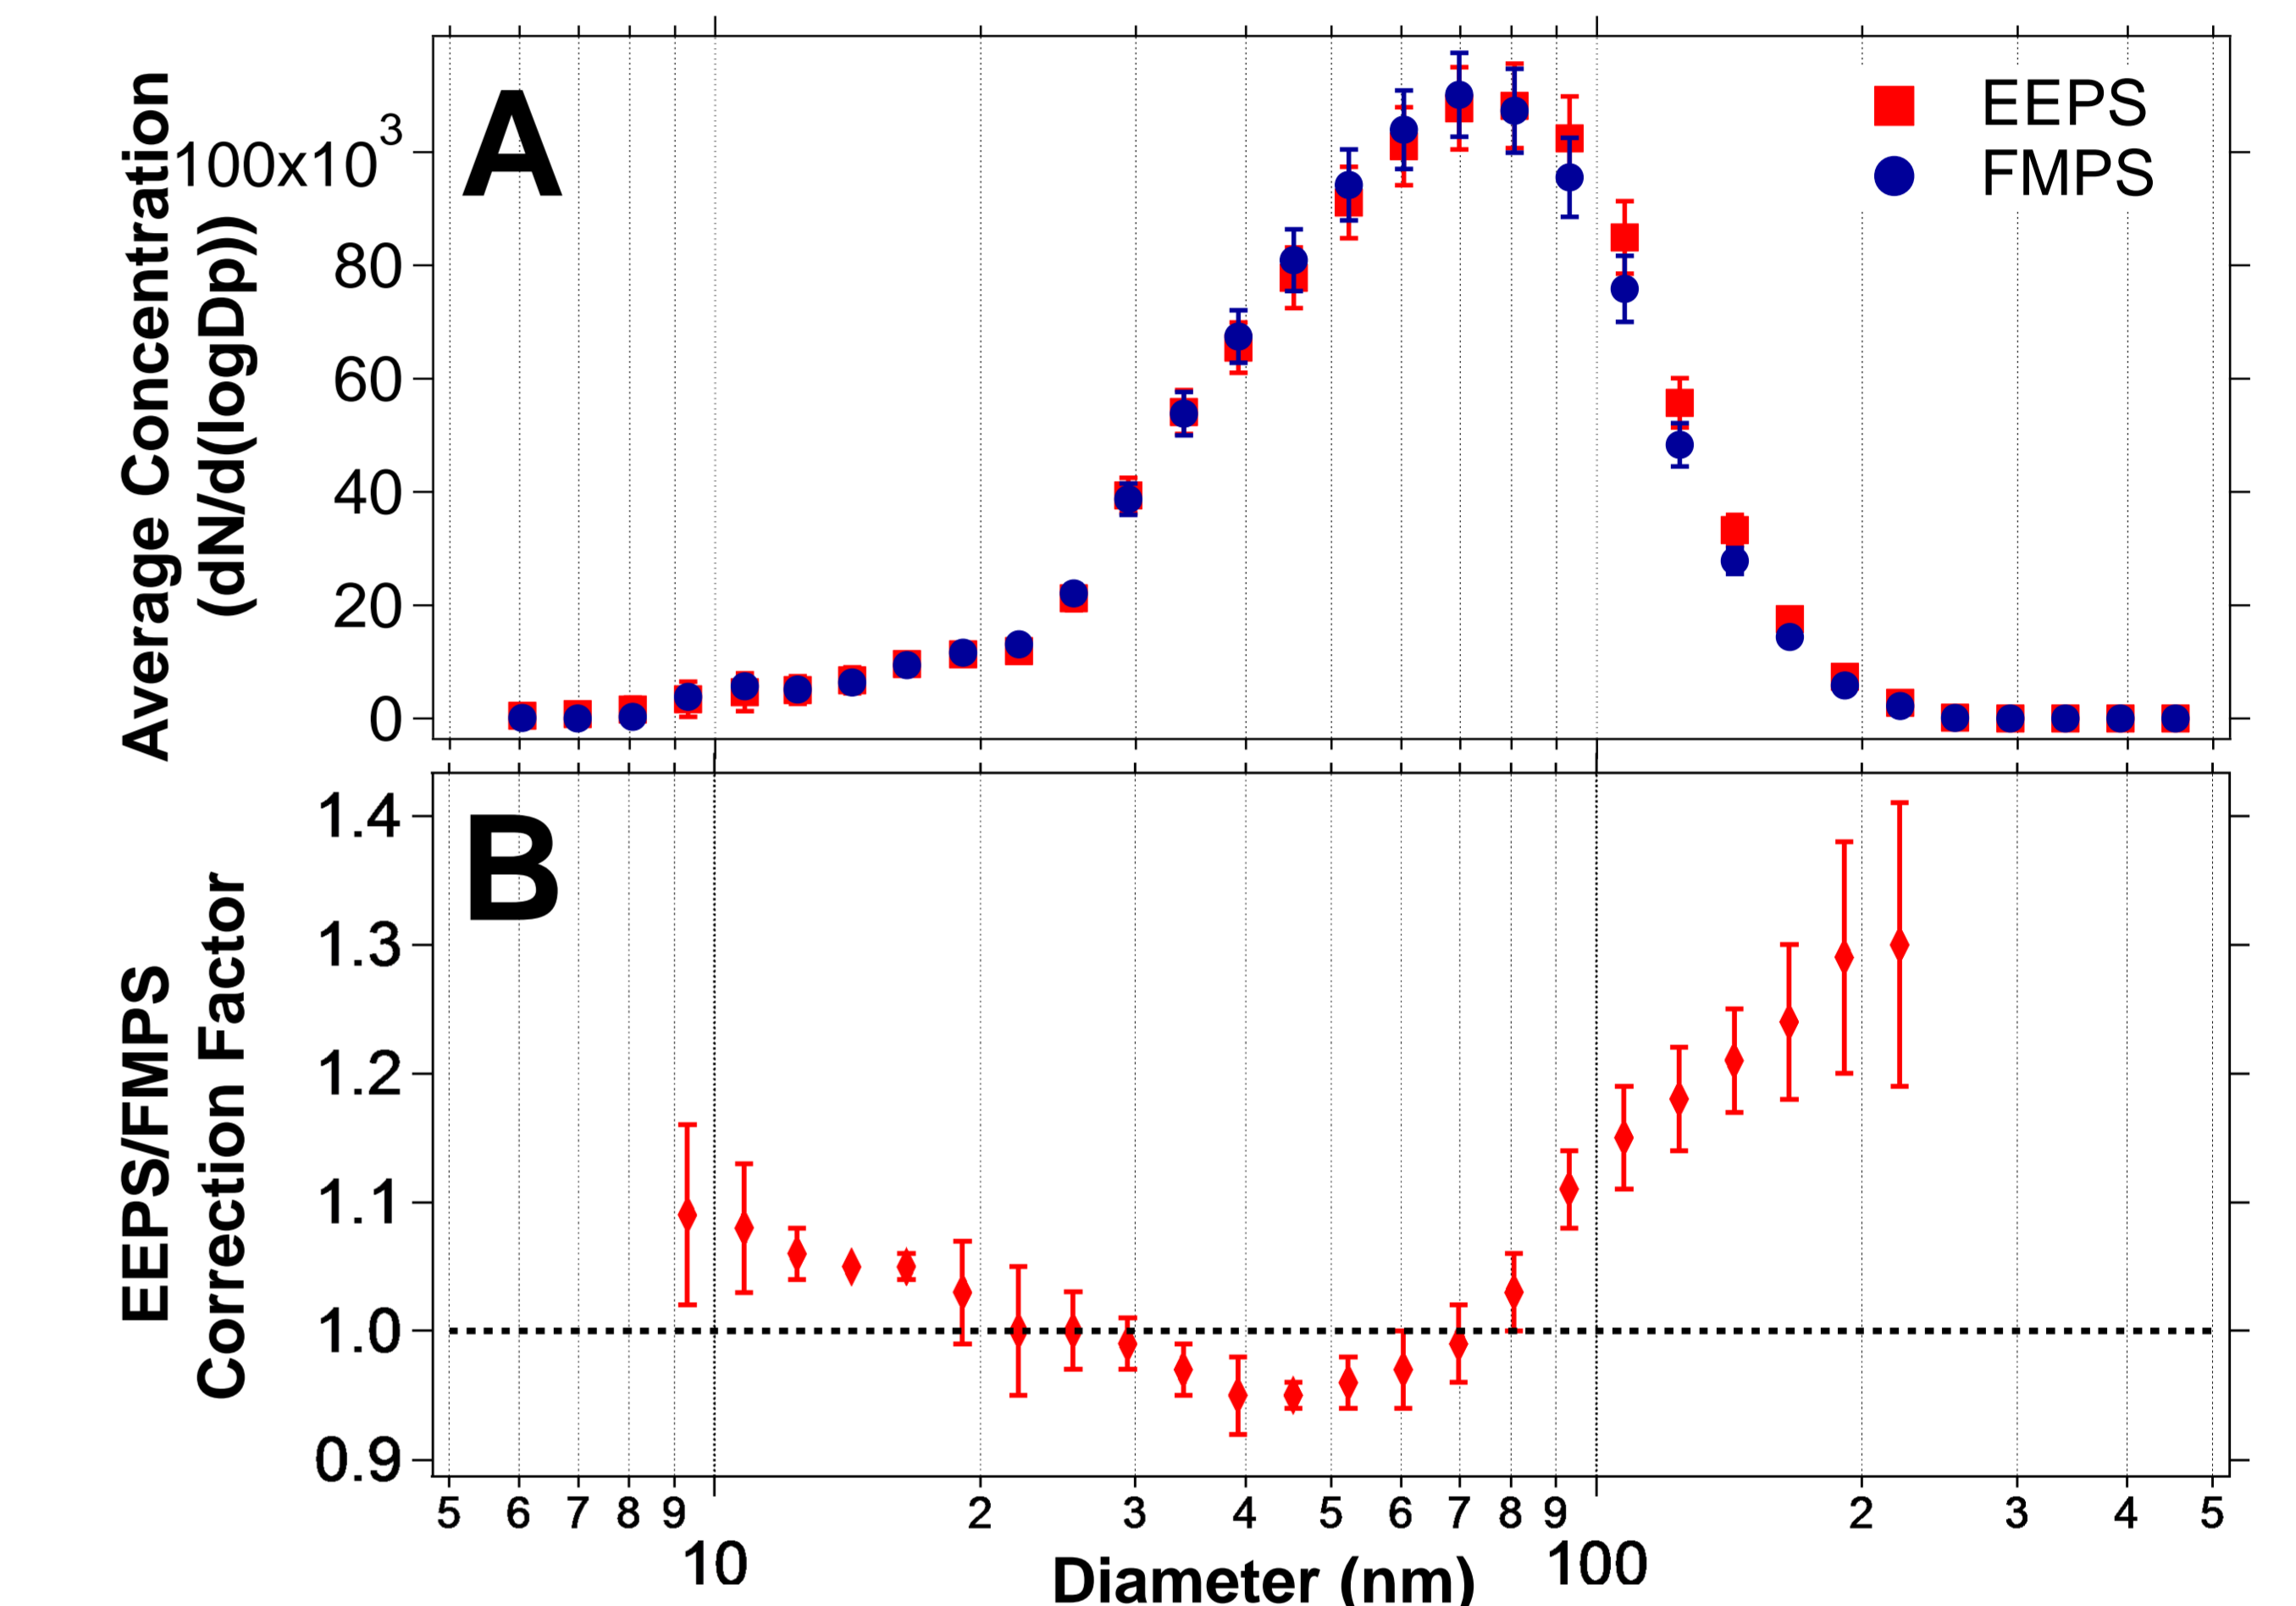 Average Concentration
(dN/d(logDp))
100x10³
80
60
40
20
0
A
EEPS
FMPS
EEPS/FMPS
Correction Factor
1.4
1.3
1.2
1.1
1.0
0.9
B
5 6 7 8 9 2 3 4 5 6 7 8 9 2 3 4 5
10 100
Diameter (nm)